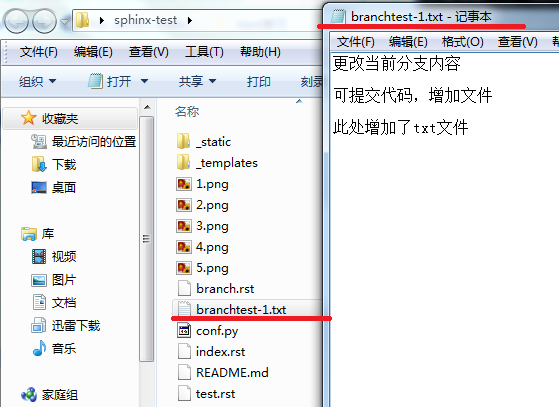 sphinx-test
文件(F) 编辑(E) 查看(V) 工具(T) 帮助(H)
组织 打开 共享 打印 刻录
收藏夹
最近访问的位置
下载
桌面
库
视频
图片
文档
迅雷下载
音乐
家庭组
名称
_static
_templates
1.png
2.png
3.png
4.png
5.png
branch.rst
branchtest-1.txt
conf.py
index.rst
README.md
test.rst
branchtest-1.txt - 记事本
文件(F) 编辑(E) 格式(O) 查看(V) 帮助(H)
更改当前分支内容
可提交代码，增加文件
此处增加了txt文件